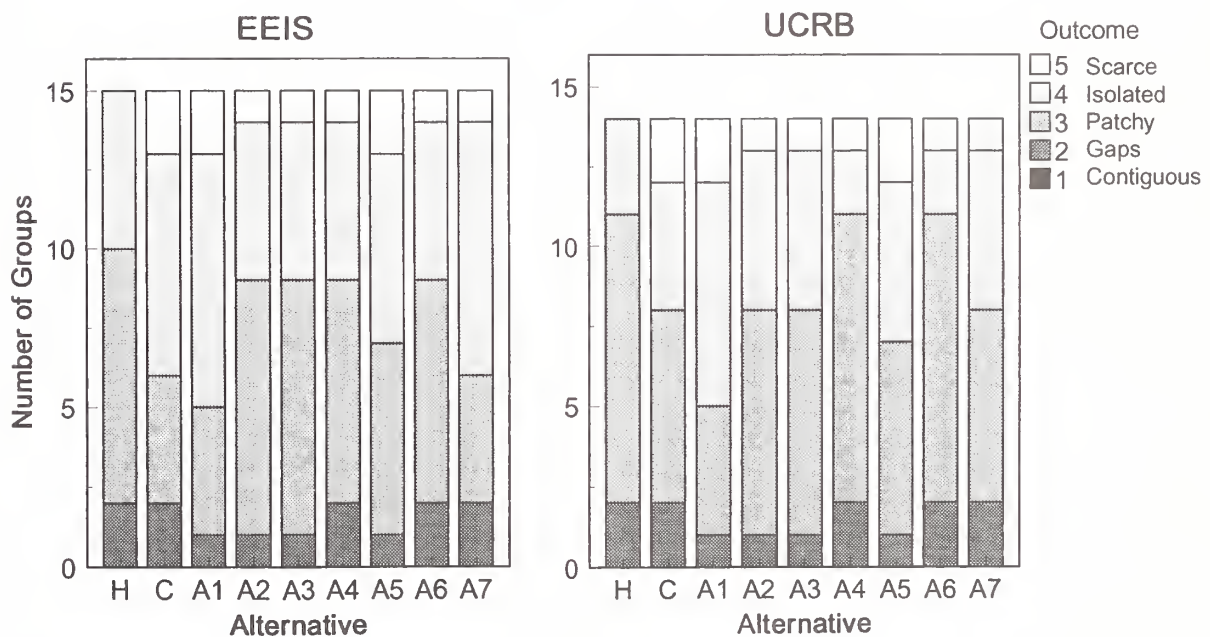 EEIS
UCRB
Outcome
5 Scarce
4 Isolated
3 Patchy
2 Gaps
1 Contiguous
Number of Groups
15
10
5
0
H C A1 A2 A3 A4 A5 A6 A7
Alternative
15
10
5
0
H C A1 A2 A3 A4 A5 A6 A7
Alternative